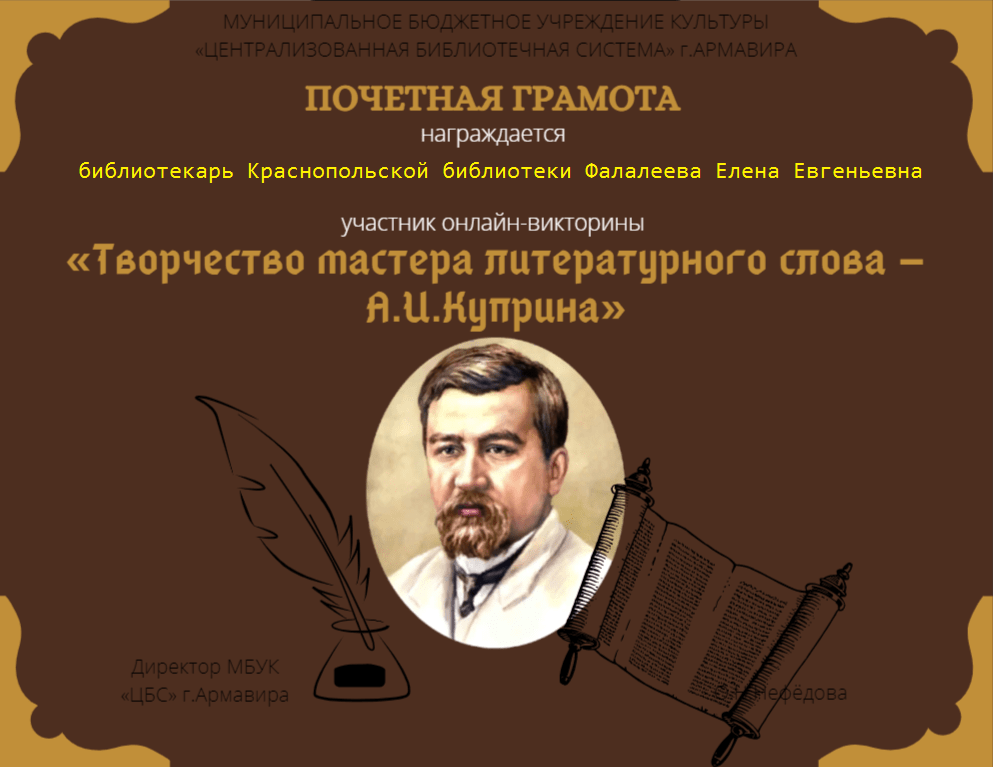 МУНИЦИПАЛЬНОЕ БЮДЖЕТНОЕ УЧРЕЖДЕНИЕ КУЛЬТУРЫ
«ЦЕНТРАЛИЗОВАННАЯ БИБЛИОТЕЧНАЯ СИСТЕМА» г.АРМАВИРА
ПОЧЕТНАЯ ГРАМОТА
награждается
библиотекарь Краснопольской библиотеки Фалалеева Елена Евгеньевна
участник онлайн-викторины
«Творчество мастера литературного слова –
А.И.Куприна»
Директор МБУК
«ЦБС» г.Армавира
Нефёдова